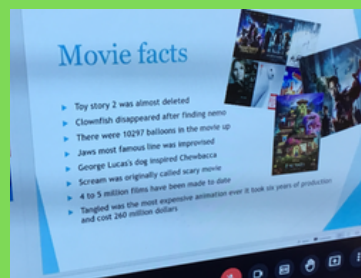 Movie facts
Toy story 2 was almost deleted
Clownfish disappeared after finding nemo
There were 10297 balloons in the movie up
Jaws most famous line was improvised
George Lucas's dog inspired Chewbacca
Scream was originally called scary movie
4 to 5 million films have been made to date
Tangled was the most expensive animation ever it took six years of production
and cost 260 million dollars